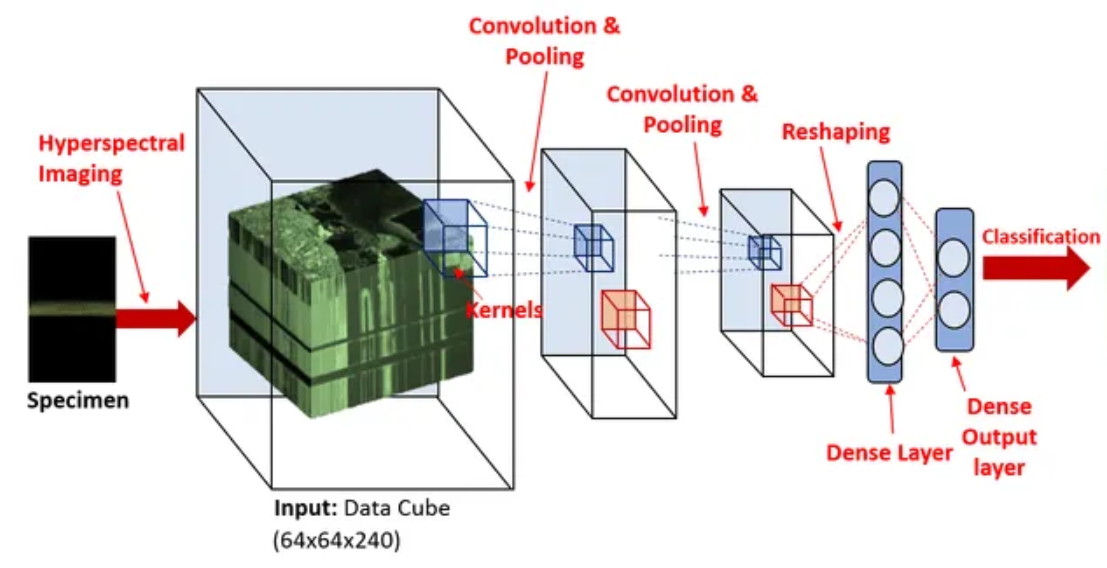 Convolution &
Pooling
Convolution &
Pooling
Reshaping
Hyperspectral
Imaging
Classification
Kernels
Specimen
Dense Layer
Dense
Output
layer
Input: Data Cube
(64x64x240)